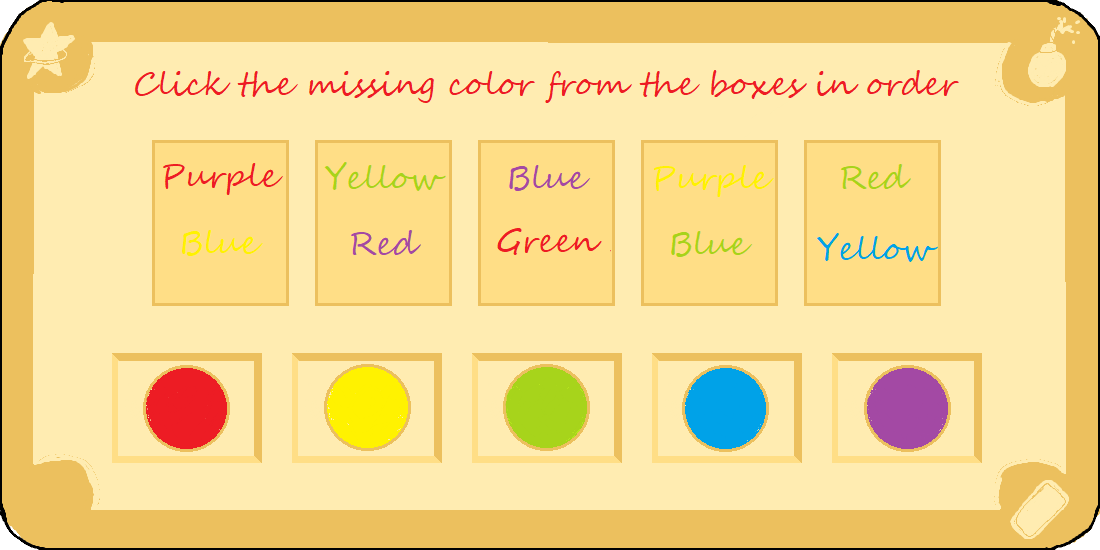 Click the missing color from the boxes in order
Purple
Blue
Yellow
Red
Blue
Green
Purple
Blue
Red
Yellow